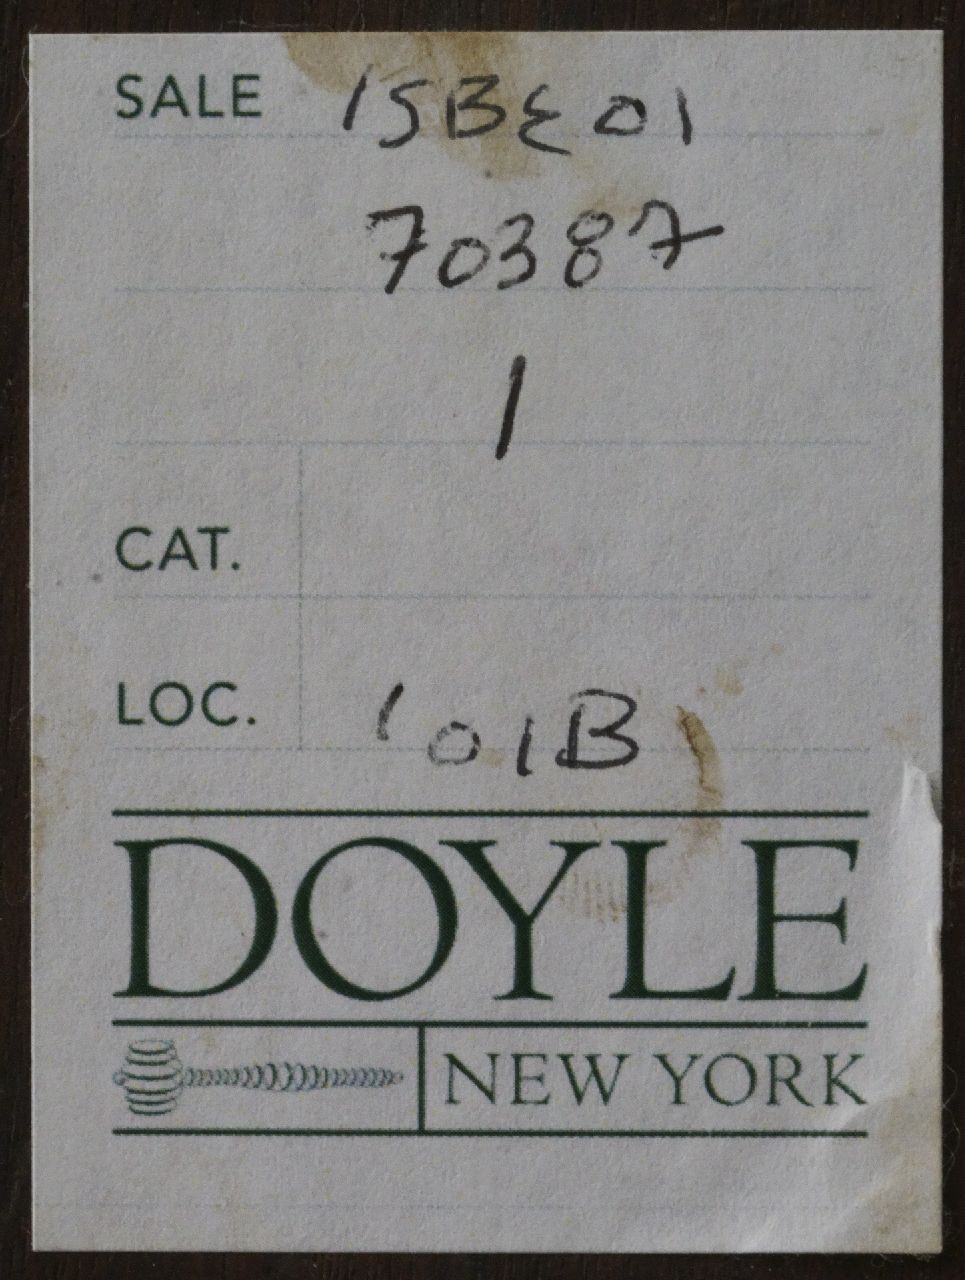 SALE 15BE01
70387
1
CAT.
LOC. 101B
DOYLE
NEW YORK